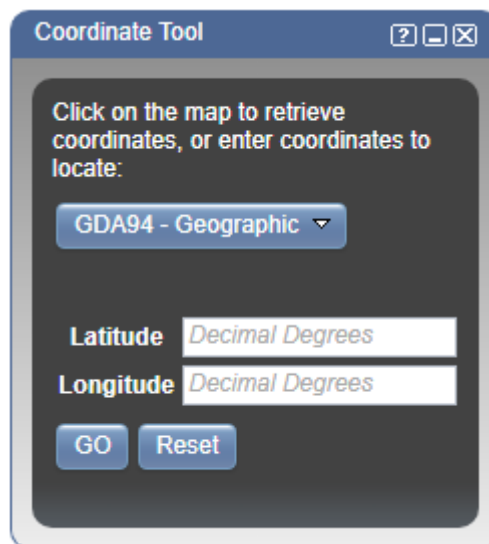 Coordinate Tool
Click on the map to retrieve
coordinates, or enter coordinates to
locate:
GDA94 - Geographic
Latitude Decimal Degrees
Longitude Decimal Degrees
GO Reset